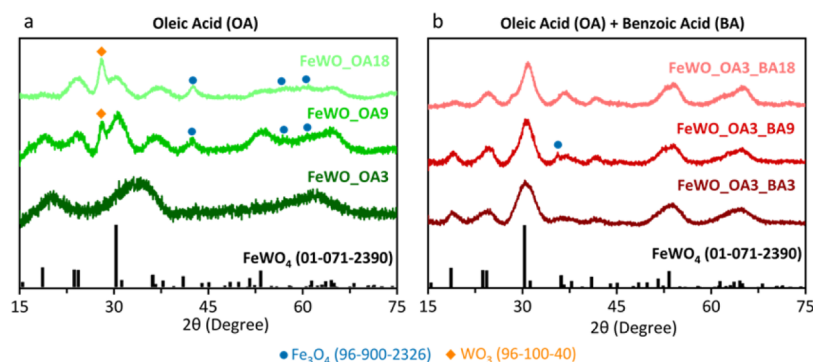 a
Oleic Acid (OA)
FeWO_OA18
FeWO_OA9
FeWO_OA3
FeWO₄ (01-071-2390)
15 30 45 60 75
2θ (Degree)
b
Oleic Acid (OA) + Benzoic Acid (BA)
FeWO_OA3_BA18
FeWO_OA3_BA9
FeWO_OA3_BA3
FeWO₄ (01-071-2390)
15 30 45 60 75
2θ (Degree)
Fe₃O₄ (96-900-2326) WO₃ (96-100-40)